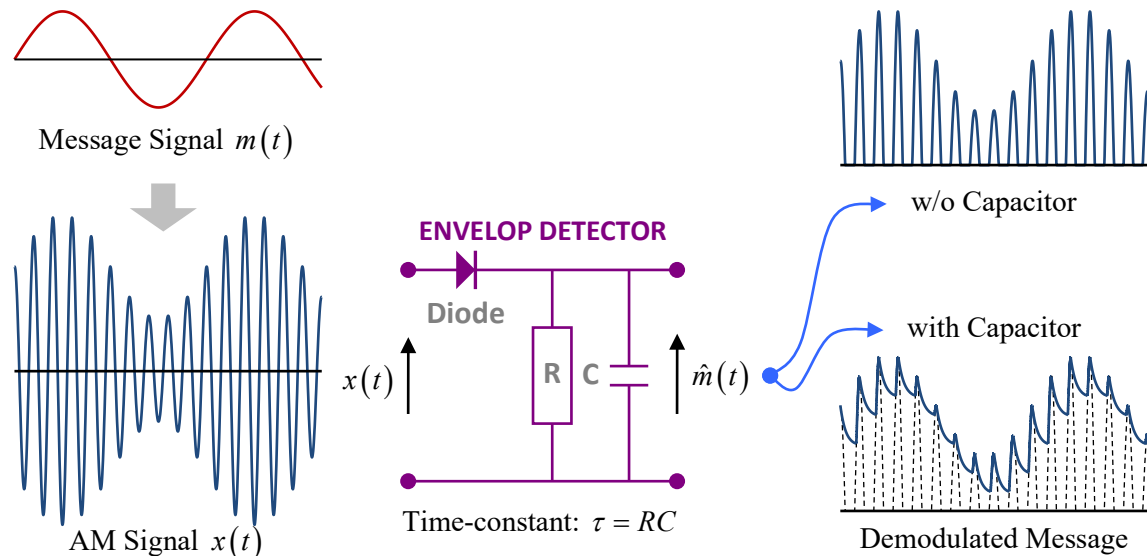 Message Signal m(t)
AM Signal x(t)
ENVELOP DETECTOR
Diode
x(t)
R
C
m̂(t)
Time-constant: τ = RC
w/o Capacitor
with Capacitor
Demodulated Message